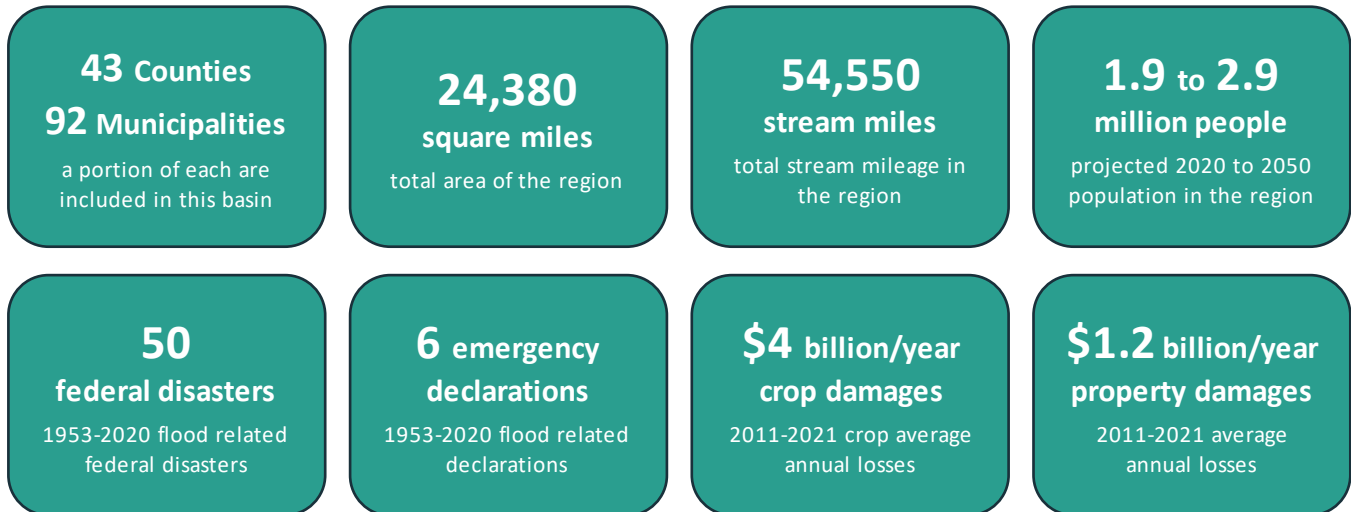 43 Counties
92 Municipalities
a portion of each are
included in this basin
24,380
square miles
total area of the region
54,550
stream miles
total stream mileage in
the region
1.9 to 2.9
million people
projected 2020 to 2050
population in the region
50
federal disasters
1953-2020 flood related
federal disasters
6 emergency
declarations
1953-2020 flood related
declarations
$4 billion/year
crop damages
2011-2021 crop average
annual losses
$1.2 billion/year
property damages
2011-2021 average
annual losses